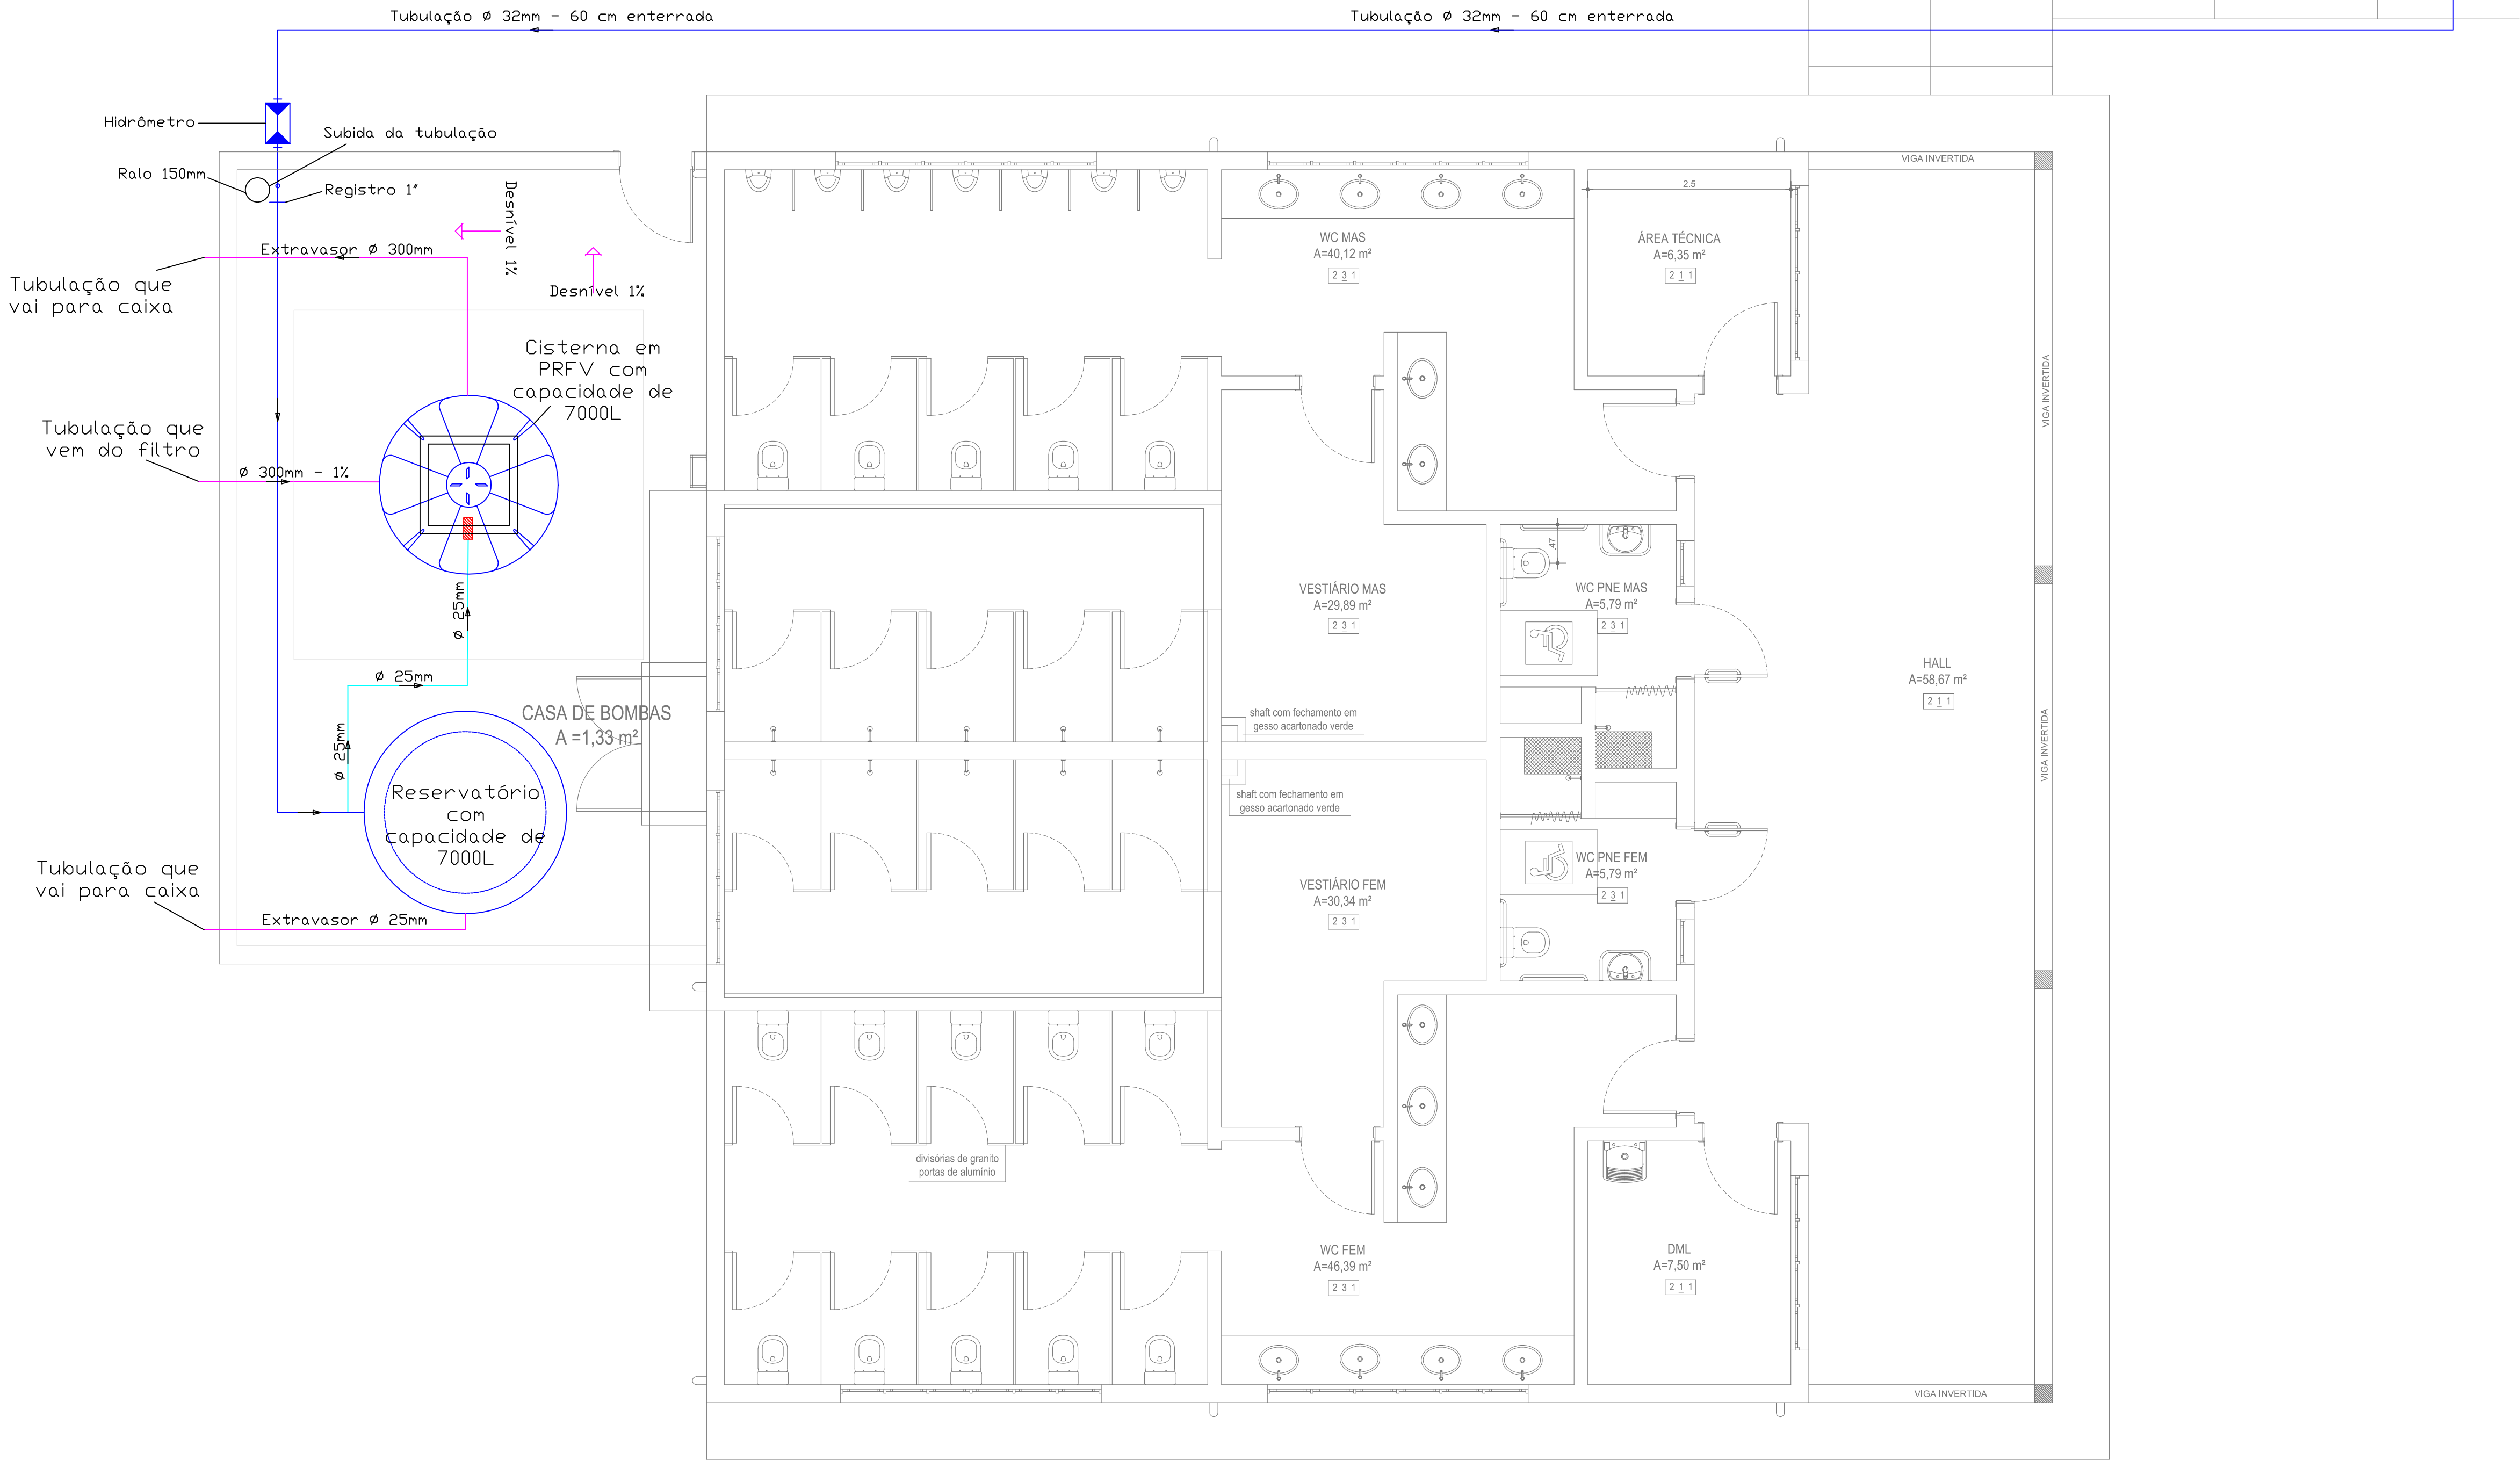 Tubulação Ø 32mm - 60 cm enterrada
Tubulação Ø 32mm - 60 cm enterrada
Hidrômetro
Subida da tubulação
Ralo 150mm
Registro 1"
Desnível 1%
Desnível 1%
Extravasor Ø 300mm
Tubulação que
vai para caixa
Cisterna em
PRFV com
capacidade de
7000L
Tubulação que
vem do filtro
Ø 300mm - 1%
Ø 25mm
Ø 25mm
Ø 25mm
CASA DE BOMBAS
A =1,33 m²
Reservatório
com
capacidade de
7000L
Tubulação que
vai para caixa
Extravasor Ø 25mm
WC MAS
A=40,12 m²
2 3 1
2.5
ÁREA TÉCNICA
A=6,35 m²
2 1 1
VIGA INVERTIDA
VIGA INVERTIDA
VESTIÁRIO MAS
A=29,89 m²
2 3 1
.47
WC PNE MAS
A=5,79 m²
2 3 1
HALL
A=58,67 m²
2 1 1
VIGA INVERTIDA
shaft com fechamento em
gesso acartonado verde
shaft com fechamento em
gesso acartonado verde
VESTIÁRIO FEM
A=30,34 m²
2 3 1
WC PNE FEM
A=5,79 m²
2 3 1
divisórias de granito
portas de alumínio
WC FEM
A=46,39 m²
2 3 1
DML
A=7,50 m²
2 1 1
VIGA INVERTIDA